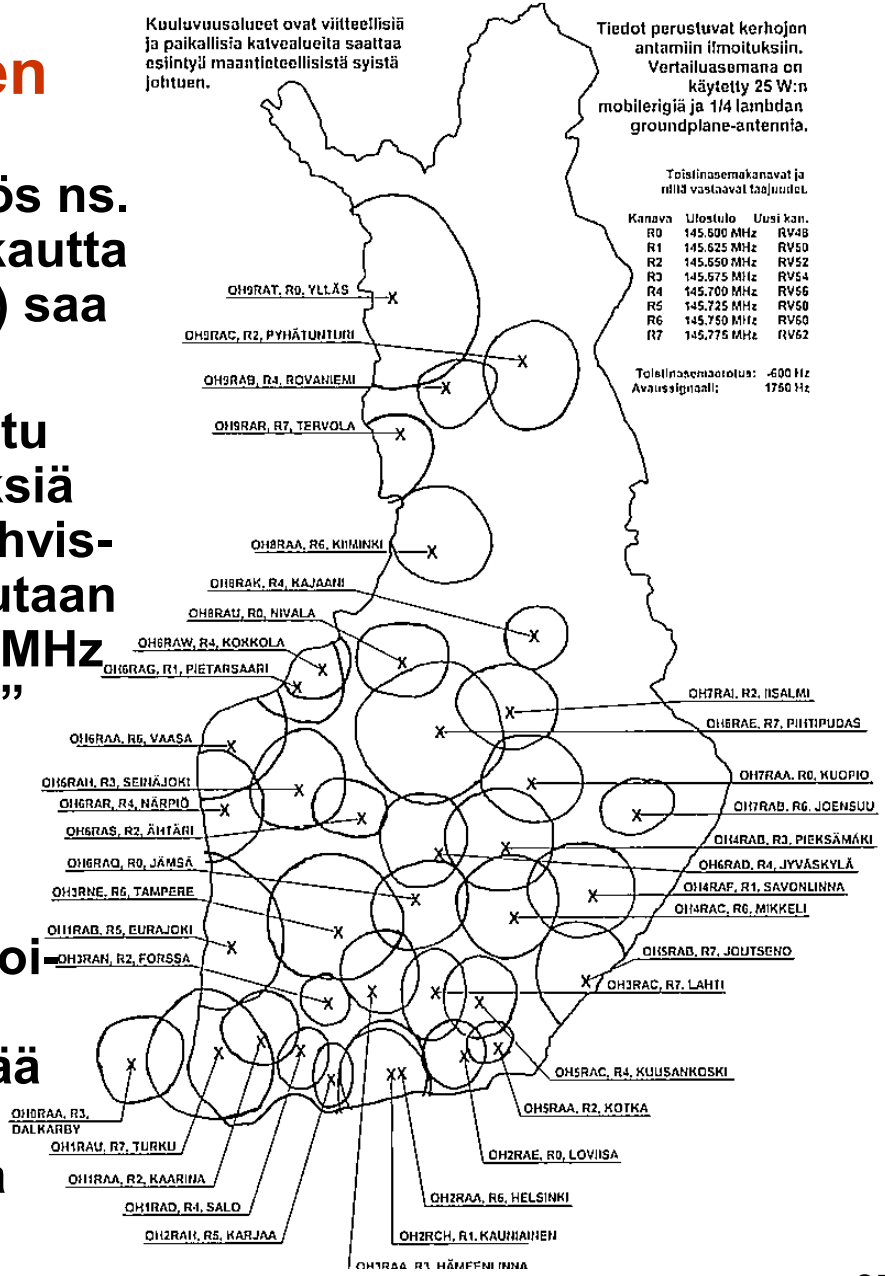 en
ös ns.
kautta
) saa
tu
ksiä
hvis-
utaan
MHz
”
oi-
ää
a
Kuuluvuusalueet ovat viitteellisiä
ja paikallisia katvealueita saattaa
esiintyä maantieteellisistä syistä
johtuen.
Tiedot perustuvat kerhojen
antamiin ilmoituksiin.
Vertailuasemana on
käytetty 25 W:n
mobilerigiä ja 1/4 lambdan
groundplane-antennia.
Toistinasemakanavat ja
niitä vastaavat taajuudet.
Kanava Ulostulo Uusi kan.
R0 145.600 MHz RV48
R1 145.625 MHz RV50
R2 145.650 MHz RV52
R3 145.675 MHz RV54
R4 145.700 MHz RV56
R5 145.725 MHz RV58
R6 145.750 MHz RV60
R7 145.775 MHz RV62
Toistinasemaerotus: -600 Hz
Avaussignaali: 1750 Hz
OH9RAT, R0, YLLÄS
OH9RAC, R2, PYHÄTUNTURI
OH9RAB, R4, ROVANIEMI
OH9RAR, R7, TERVOLA
OH8RAA, R6, KIIMINKI
OH8RAK, R4, KAJAANI
OH8RAU, R0, NIVALA
OH6RAW, R4, KOKKOLA
OH6RAG, R1, PIETARSAARI
OH7RAI, R2, IISALMI
OH6RAE, R7, PIHTIPUDAS
OH6RAA, R6, VAASA
OH7RAA, R0, KUOPIO
OH6RAH, R3, SEINÄJOKI
OH6RAR, R4, NÄRPIÖ
OH7RAB, R6, JOENSUU
OH6RAS, R2, ÄHTÄRI
OH4RAB, R3, PIEKSÄMÄKI
OH6RAO, R0, JÄMSÄ
OH6RAD, R4, JYVÄSKYLÄ
OH3RNE, R6, TAMPERE
OH4RAF, R1, SAVONLINNA
OH4RAC, R6, MIKKELI
OH1RAB, R5, EURAJOKI
OH5RAB, R7, JOUTSENO
OH3RAN, R2, FORSSA
OH3RAC, R7, LAHTI
OH5RAC, R4, KUUSANKOSKI
OH0RAA, R3,
DALKARBY
OH5RAA, R2, KOTKA
OH1RAU, R7, TURKU
OH2RAE, R0, LOVIISA
OH1RAA, R2, KAARINA
OH2RAA, R6, HELSINKI
OH1RAD, R4, SALO
OH2RAH, R5, KARJAA
OH2RCH, R1, KAUNIAINEN
OH3RAA, R3, HÄMEENLINNA